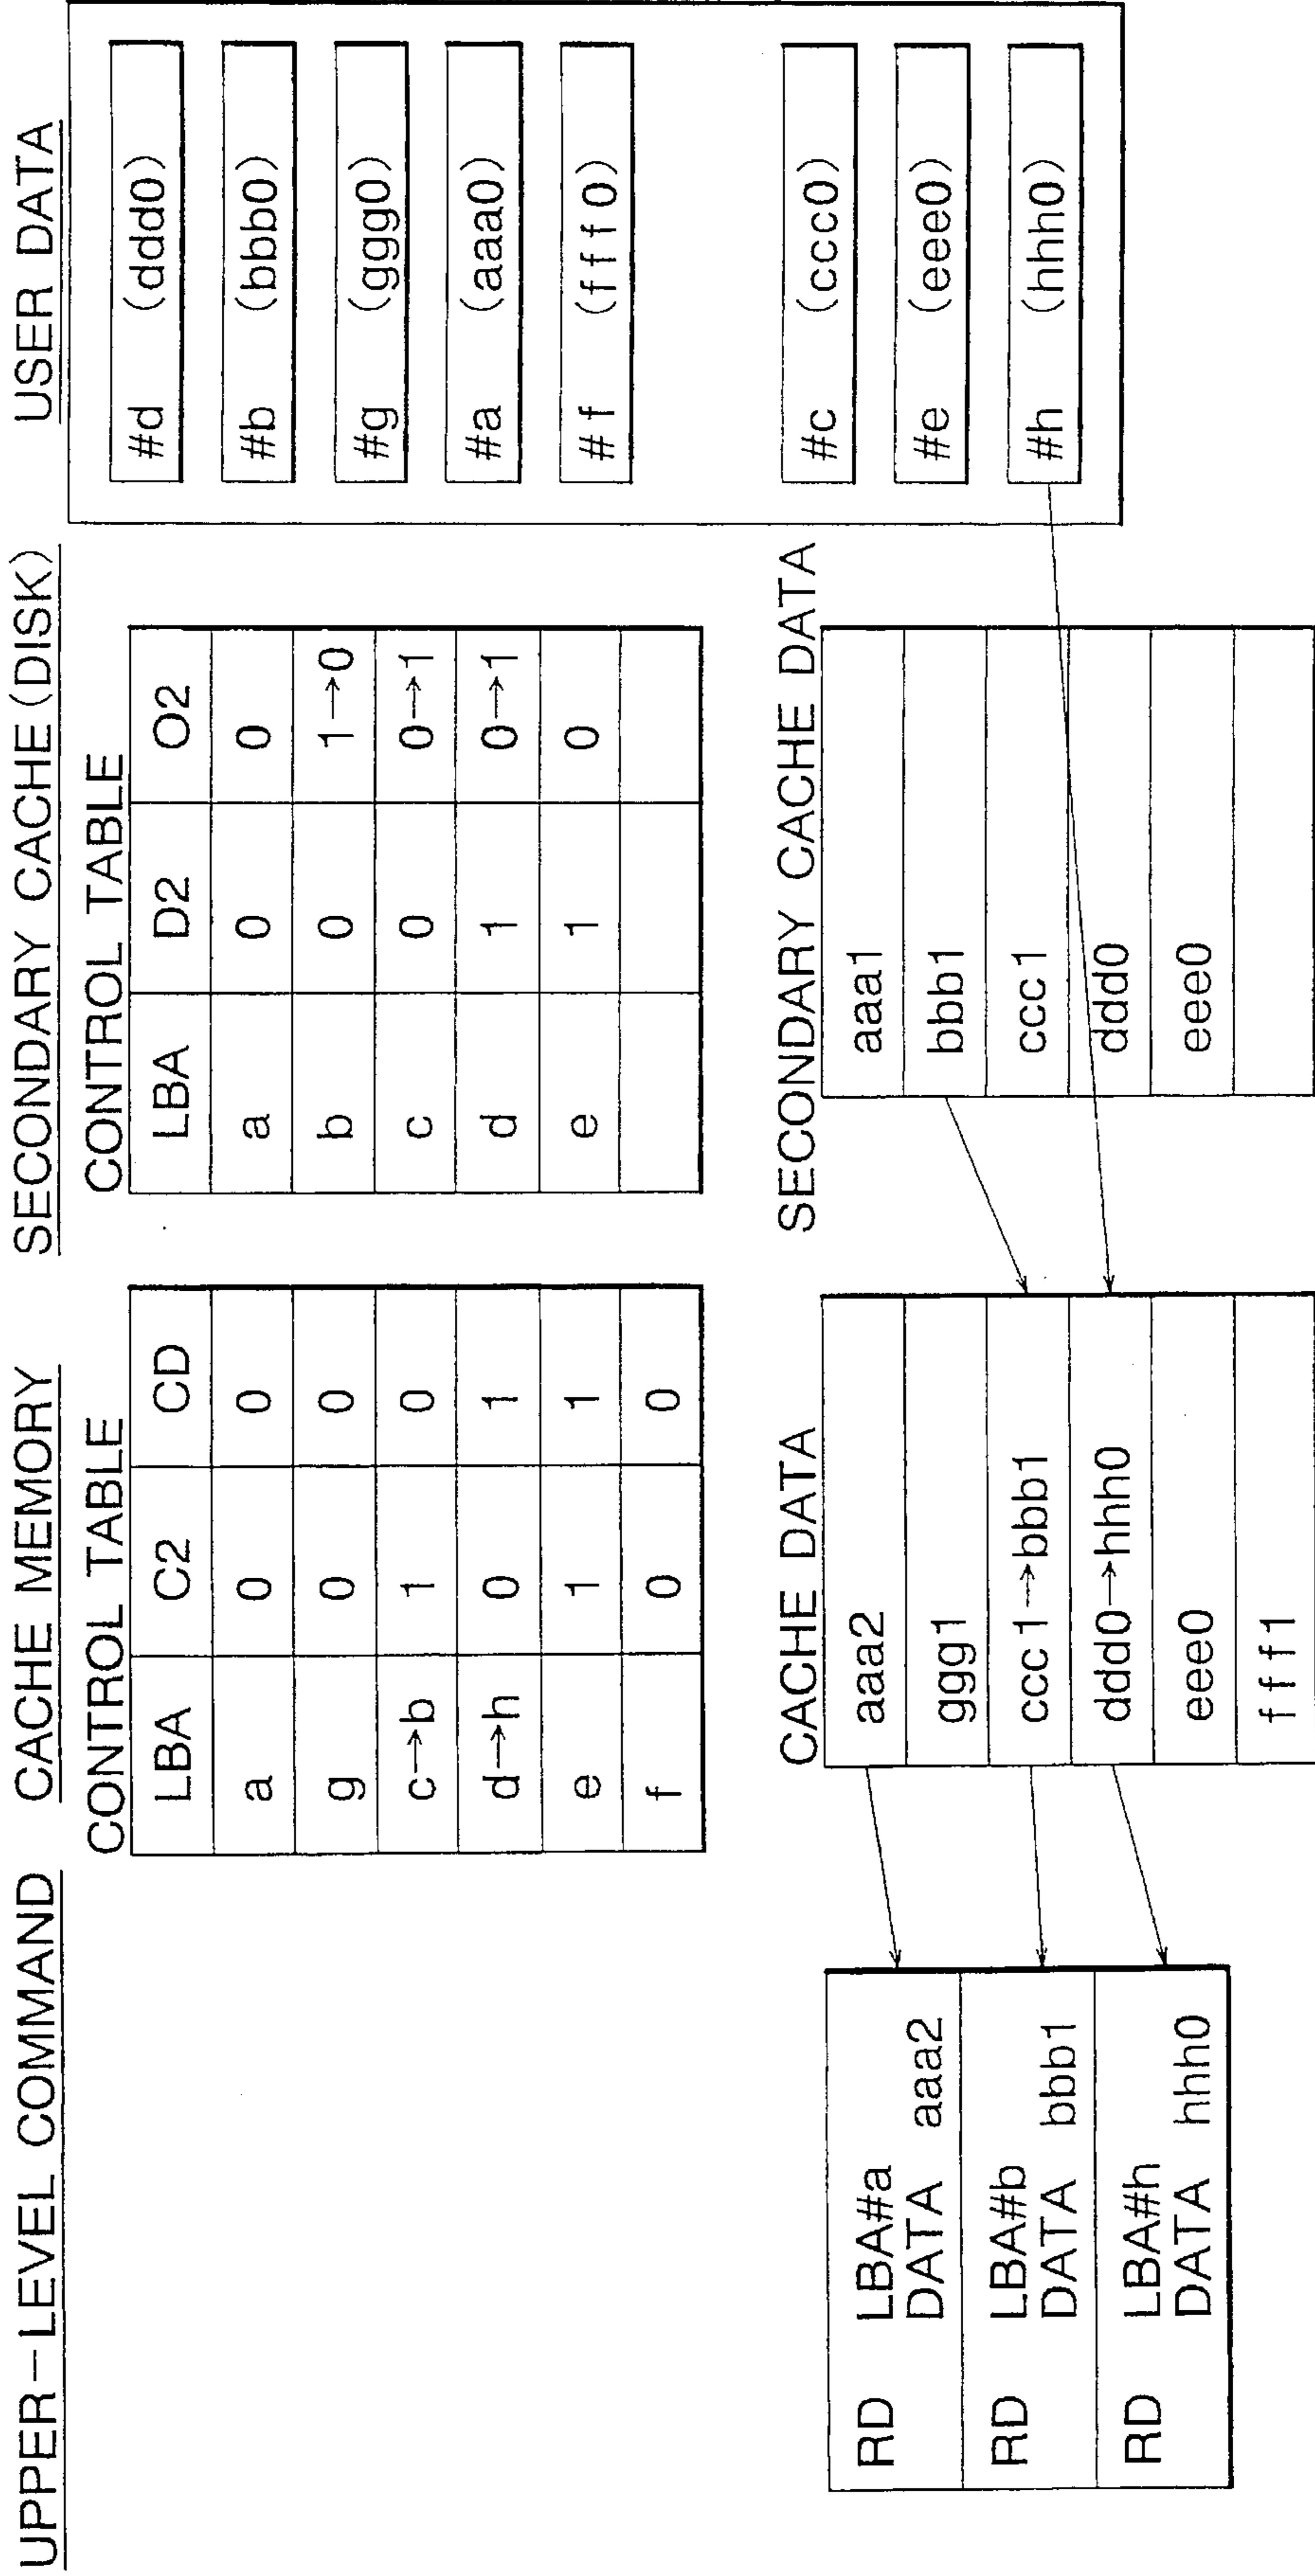 UPPER-LEVEL COMMAND
CACHE MEMORY
SECONDARY CACHE (DISK)
USER DATA
CONTROL TABLE
LBA C2 CD
a 0 0
g 0 0
c→b 1 0
d→h 0 1
e 1 1
f 0 0
CONTROL TABLE
LBA D2 O2
a 0 0
b 0 1→0
c 0 0→1
d 1 0→1
e 1 0
#d (ddd0)
#b (bbb0)
#g (ggg0)
#a (aaa0)
#f (fff0)
#c (ccc0)
#e (eee0)
#h (hhh0)
RD LBA#a
DATA aaa2
RD LBA#b
DATA bbb1
RD LBA#h
DATA hhh0
CACHE DATA
aaa2
ggg1
ccc1→bbb1
ddd0→hhh0
eee0
fff1
SECONDARY CACHE DATA
aaa1
bbb1
ccc1
ddd0
eee0